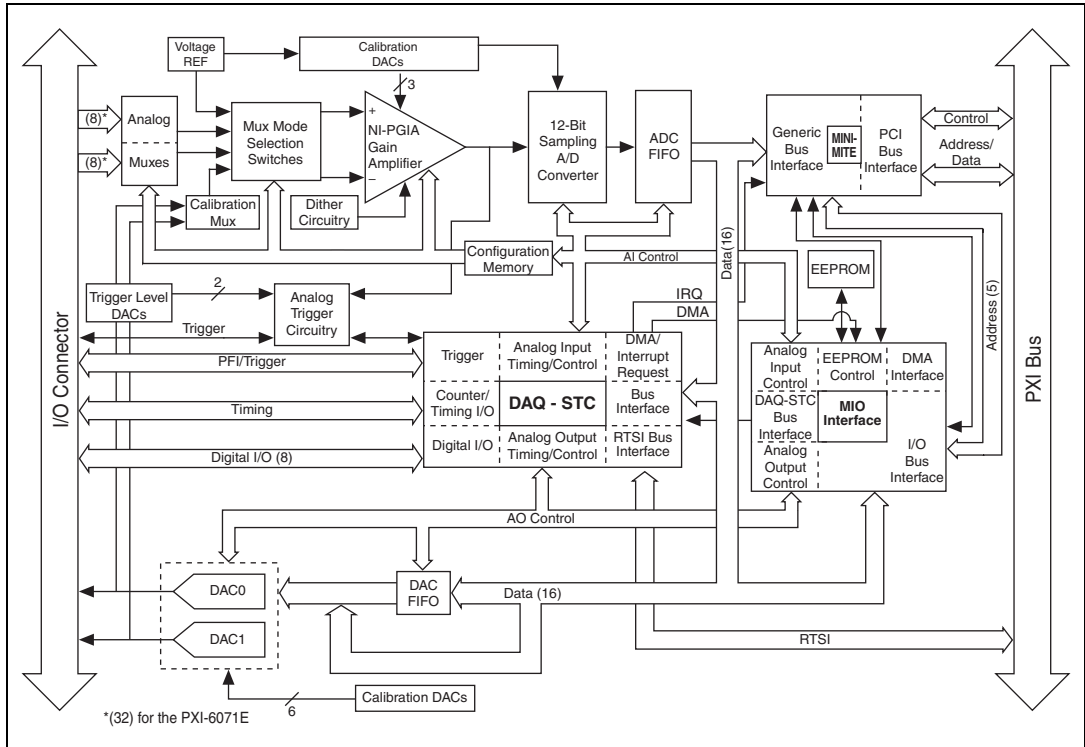 Voltage
REF
Calibration
DACs
3
(8)*
(8)*
Analog
Muxes
Mux Mode
Selection
Switches
+
NI-PGIA
Gain
Amplifier
–
12-Bit
Sampling
A/D
Converter
ADC
FIFO
Generic
Bus
Interface
MINI-
MITE
PCI
Bus
Interface
Control
Address/
Data
Calibration
Mux
Dither
Circuitry
Configuration
Memory
AI Control
Data(16)
EEPROM
Address (5)
IRQ
DMA
I/O Connector
PXI Bus
Trigger Level
DACs
2
Analog
Trigger
Circuitry
Trigger
PFI/Trigger
Timing
Digital I/O (8)
Trigger
Analog Input
Timing/Control
DMA/
Interrupt
Request
Counter/
Timing I/O
DAQ - STC
Bus
Interface
Digital I/O
Analog Output
Timing/Control
RTSI Bus
Interface
Analog
Input
Control
EEPROM
Control
DMA
Interface
DAQ-STC
Bus
Interface
MIO
Interface
Analog
Output
Control
I/O
Bus
Interface
AO Control
DAC0
DAC1
DAC
FIFO
Data (16)
RTSI
6
Calibration DACs
*(32) for the PXI-6071E